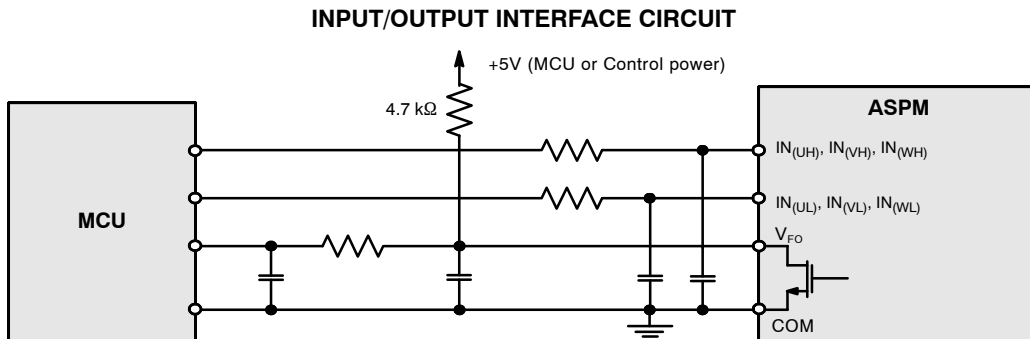 INPUT/OUTPUT INTERFACE CIRCUIT
+5V (MCU or Control power)
4.7 kΩ
ASPM
IN(UH), IN(VH), IN(WH)
MCU
IN(UL), IN(VL), IN(WL)
VFO
COM